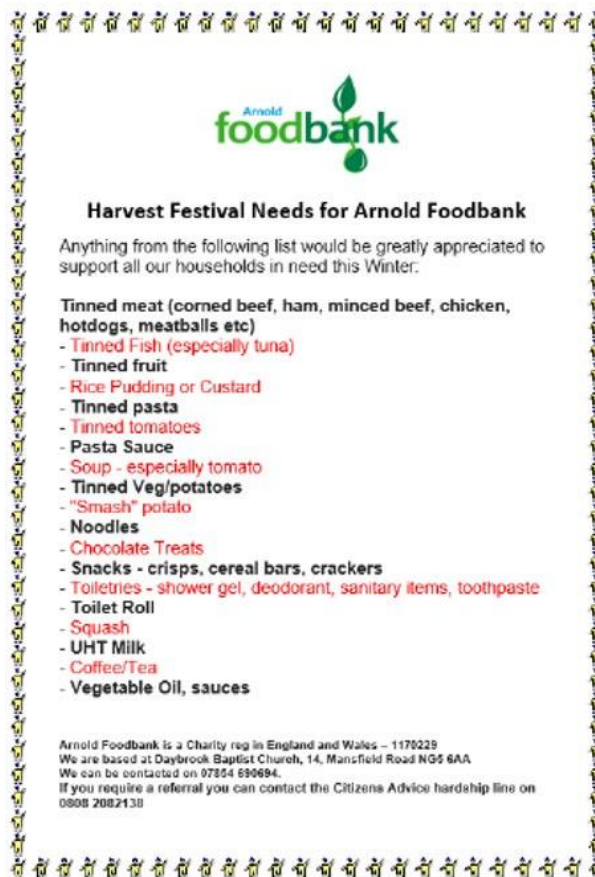 Arnold
foodbank
Harvest Festival Needs for Arnold Foodbank
Anything from the following list would be greatly appreciated to
support all our households in need this Winter:
Tinned meat (corned beef, ham, minced beef, chicken,
hotdogs, meatballs etc)
- Tinned Fish (especially tuna)
- Tinned fruit
- Rice Pudding or Custard
- Tinned pasta
- Tinned tomatoes
- Pasta Sauce
- Soup - especially tomato
- Tinned Veg/potatoes
- "Smash" potato
- Noodles
- Chocolate Treats
- Snacks - crisps, cereal bars, crackers
- Toiletries - shower gel, deodorant, sanitary items, toothpaste
- Toilet Roll
- Squash
- UHT Milk
- Coffee/Tea
- Vegetable Oil, sauces
Arnold Foodbank is a Charity reg in England and Wales – 1170229
We are based at Daybrook Baptist Church, 14, Mansfield Road NG5 6AA
We can be contacted on 07854 690694.
If you require a referral you can contact the Citizens Advice hardship line on
0808 2082138